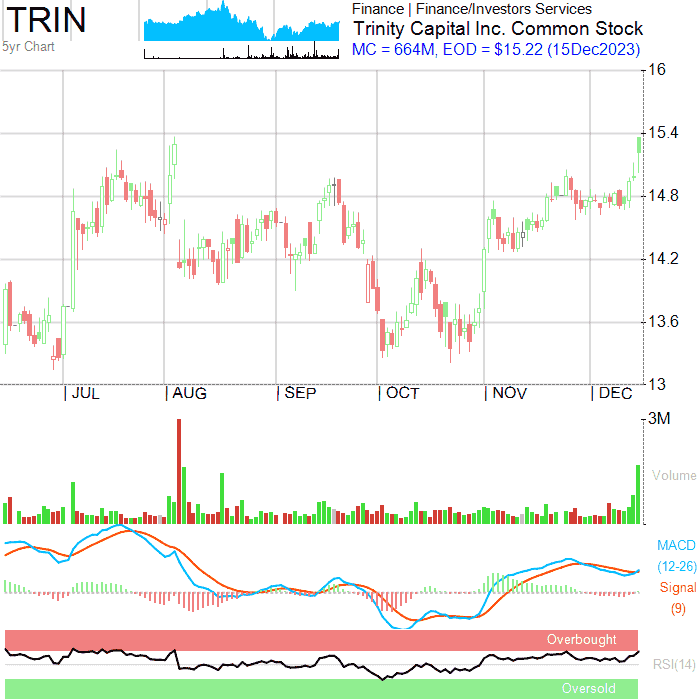 TRIN
5yr Chart
Finance | Finance/Investors Services
Trinity Capital Inc. Common Stock
MC = 664M, EOD = $15.22 (15Dec2023)
16
15.4
14.8
14.2
13.6
13
JUL AUG SEP OCT NOV DEC
3M
Volume
MACD
(12-26)
Signal
(9)
Overbought
RSI(14)
Oversold